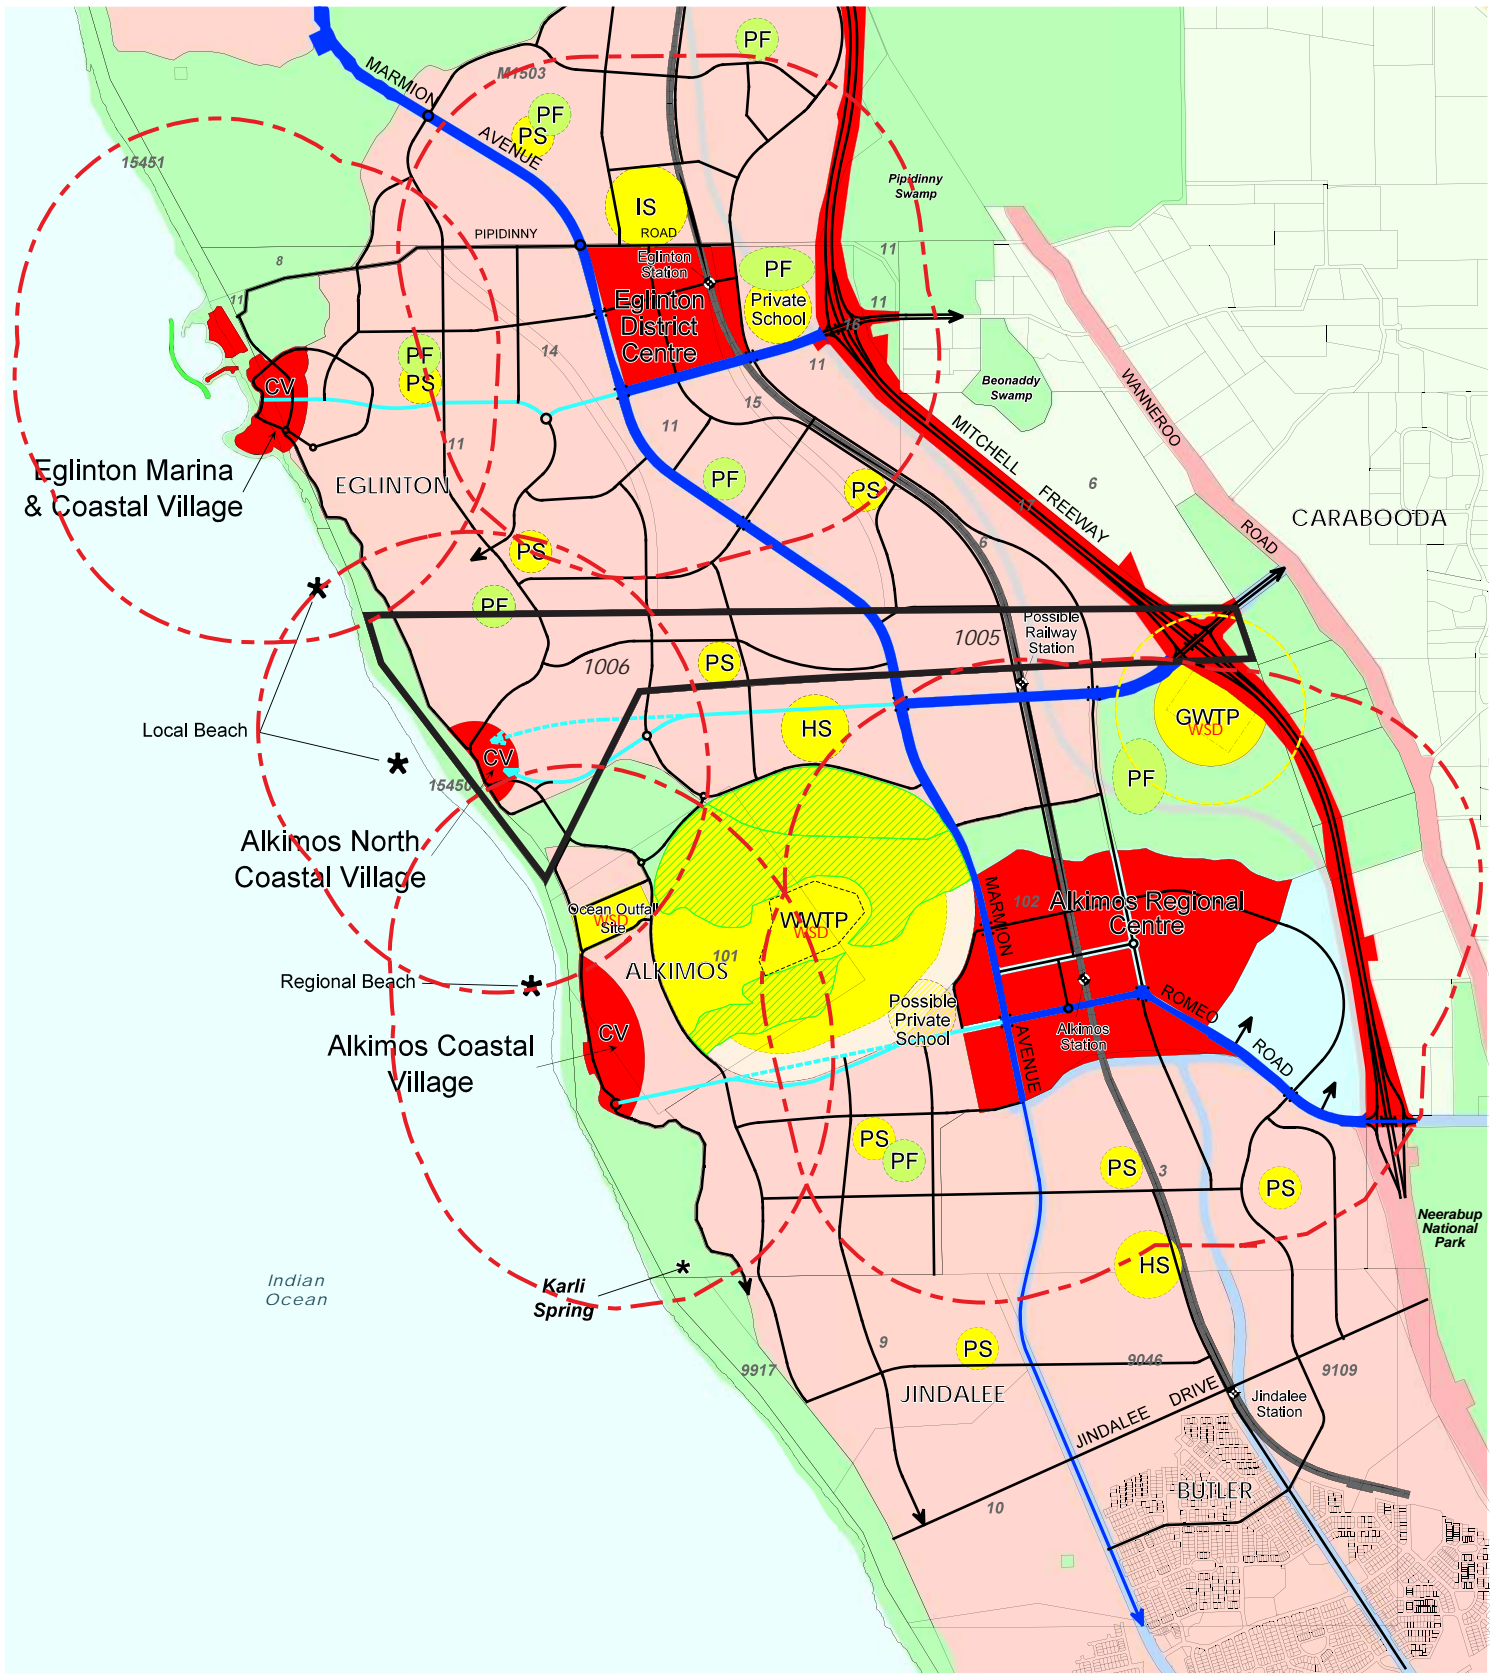 PF
M1503
MARMION
AVENUE
PF
PS
15451
Pipidinny
Swamp
IS
PIPIDINNY
ROAD
8
11
11
Eglinton
Station
PF
Private
School
11
16
Eglinton
District
Centre
14
11
PF
PS
CV
Beonaddy
Swamp
WANNEROO
ROAD
15
11
11
MITCHELL
FREEWAY
Eglinton Marina
& Coastal Village
EGLINTON
PF
PS
6
17
CARABOODA
6
PS
PF
Possible
Railway
Station
1005
1006
PS
Local Beach
HS
GWTP
WSD
CV
15450
PF
Alkimos North
Coastal Village
MARMION
AVENUE
102
Alkimos Regional
Centre
Ocean Outfall
Site
WSD
WWTP
WSD
101
ALKIMOS
Regional Beach
Possible
Private
School
ROMEO
ROAD
CV
Alkimos
Station
Alkimos Coastal
Village
PS
PF
PS
3
PS
Neerabup
National
Park
HS
Karli
Spring
Indian
Ocean
PS
9
9046
9109
9917
JINDALEE
JINDALEE DRIVE
Jindalee
Station
BUTLER
10